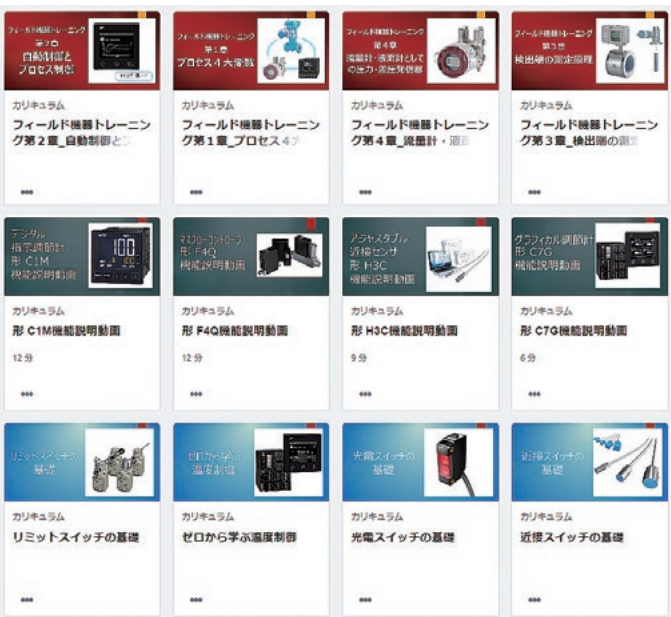 フィールド機器トレーニング
第2章
自動制御と
プロセス制御
フィールド機器トレーニング
第1章
プロセス4大変数
フィールド機器トレーニング
第4章
流量計・液面計として
の圧力・差圧発信器
フィールド機器トレーニング
第3章
検出端の測定原理
カリキュラム
フィールド機器トレーニン
グ第2章_自動制御と
カリキュラム
フィールド機器トレーニン
グ第1章_プロセス4
カリキュラム
フィールド機器トレーニン
グ第4章_流量計・液面
カリキュラム
フィールド機器トレーニン
グ第3章_検出端の測定
デジタル
指示調節計
形 C1M
機能説明動画
100
マスフローコントローラ
形 F4Q
機能説明動画
アジャスタブル
近接センサ
形 H3C
機能説明動画
グラフィカル調節計
形 C7G
機能説明動画
カリキュラム
形 C1M機能説明動画
12 分
カリキュラム
形 F4Q機能説明動画
12 分
カリキュラム
形 H3C機能説明動画
9 分
カリキュラム
形 C7G機能説明動画
6 分
リミットスイッチの
基礎
ゼロから学ぶ
温度制御
光電スイッチの
基礎
近接スイッチの
基礎
カリキュラム
リミットスイッチの基礎
カリキュラム
ゼロから学ぶ温度制御
カリキュラム
光電スイッチの基礎
カリキュラム
近接スイッチの基礎